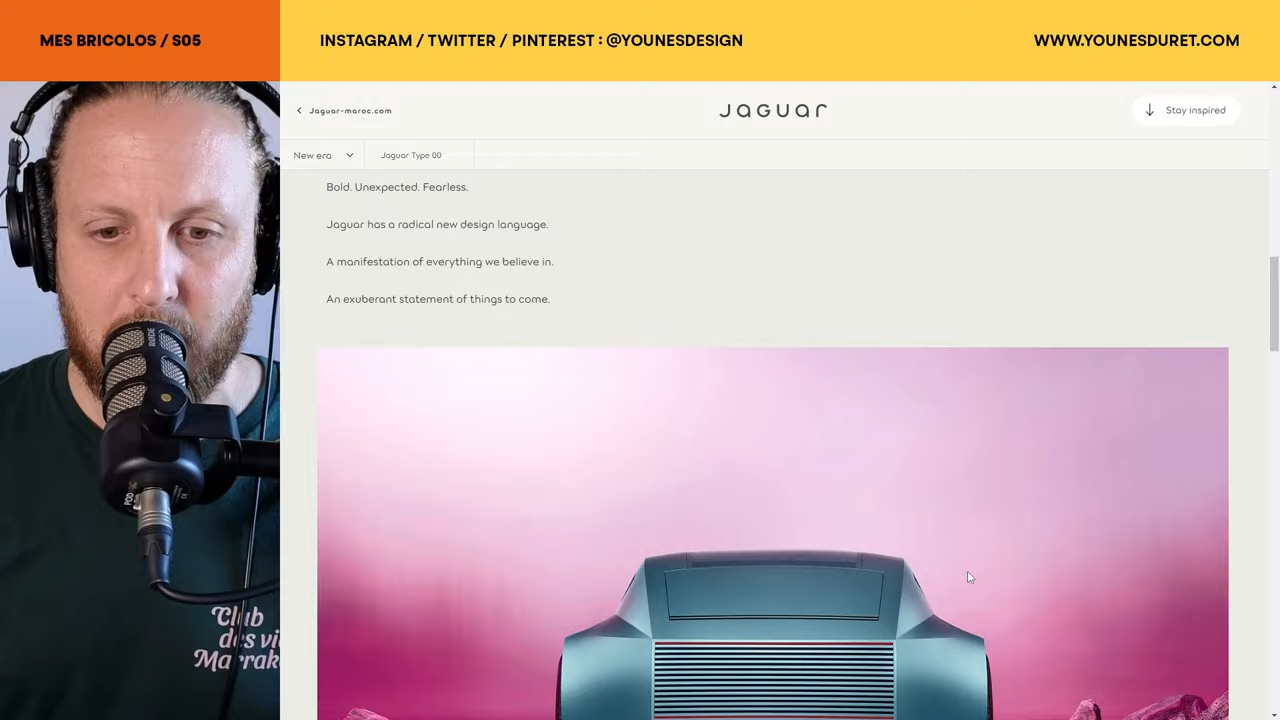 MES BRICOLOS / S05
INSTAGRAM / TWITTER / PINTEREST : @YOUNESDESIGN
WWW.YOUNESDURET.COM
Jaguar-maroc.com
JaGUar
Stay inspired
New era
Jaguar Type 00
Bold. Unexpected. Fearless.
Jaguar has a radical new design language.
A manifestation of everything we believe in.
An exuberant statement of things to come.
RØDE
Club
des